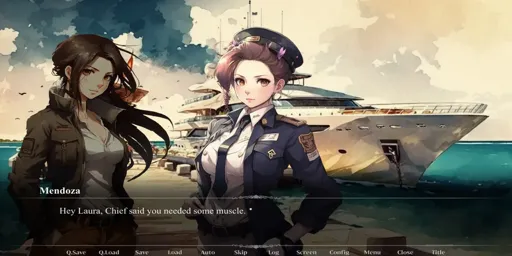 Mendoza
Hey Laura, Chief said you needed some muscle.
Q.Save Q.Load Save Load Auto Skip Log Screen Config Menu Close Title